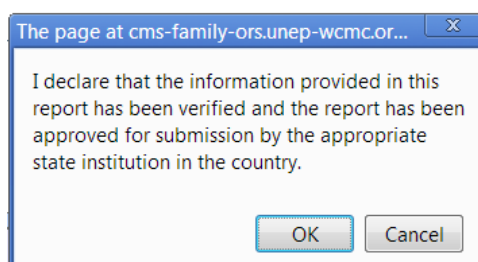 The page at cms-family-ors.unep-wcmc.or...
X
I declare that the information provided in this
report has been verified and the report has been
approved for submission by the appropriate
state institution in the country.
OK
Cancel